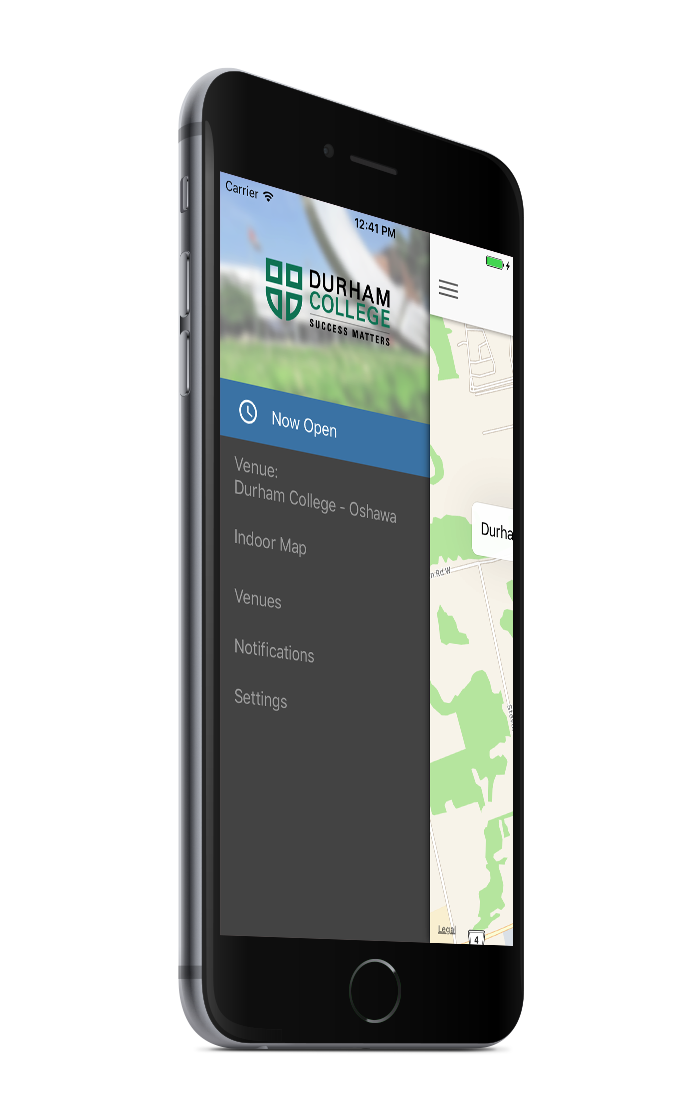 Carrier
12:41 PM
DURHAM
COLLEGE
SUCCESS MATTERS
Now Open
Venue:
Durham College - Oshawa
Indoor Map
Venues
Notifications
Settings
Durha
n Rd W
Legal
4